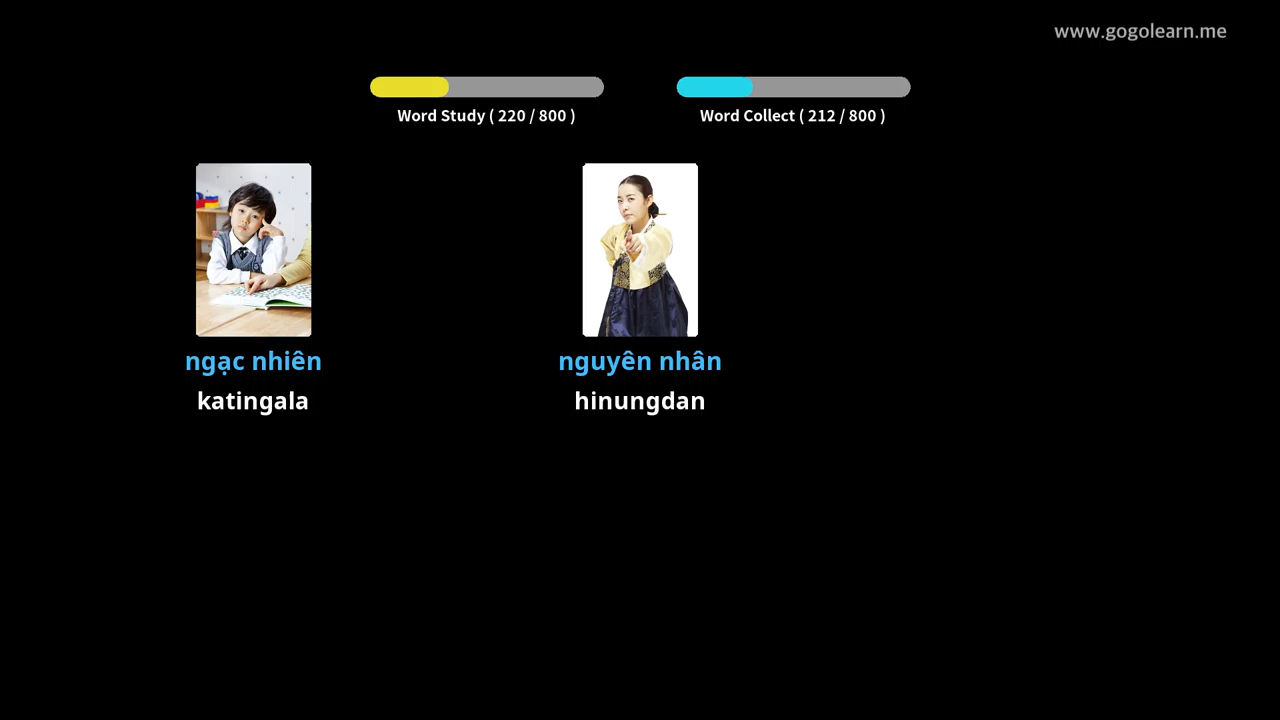 www.gogolearn.me
Word Study ( 220 / 800 )
Word Collect ( 212 / 800 )
ngạc nhiên
katingala
nguyên nhân
hinungdan